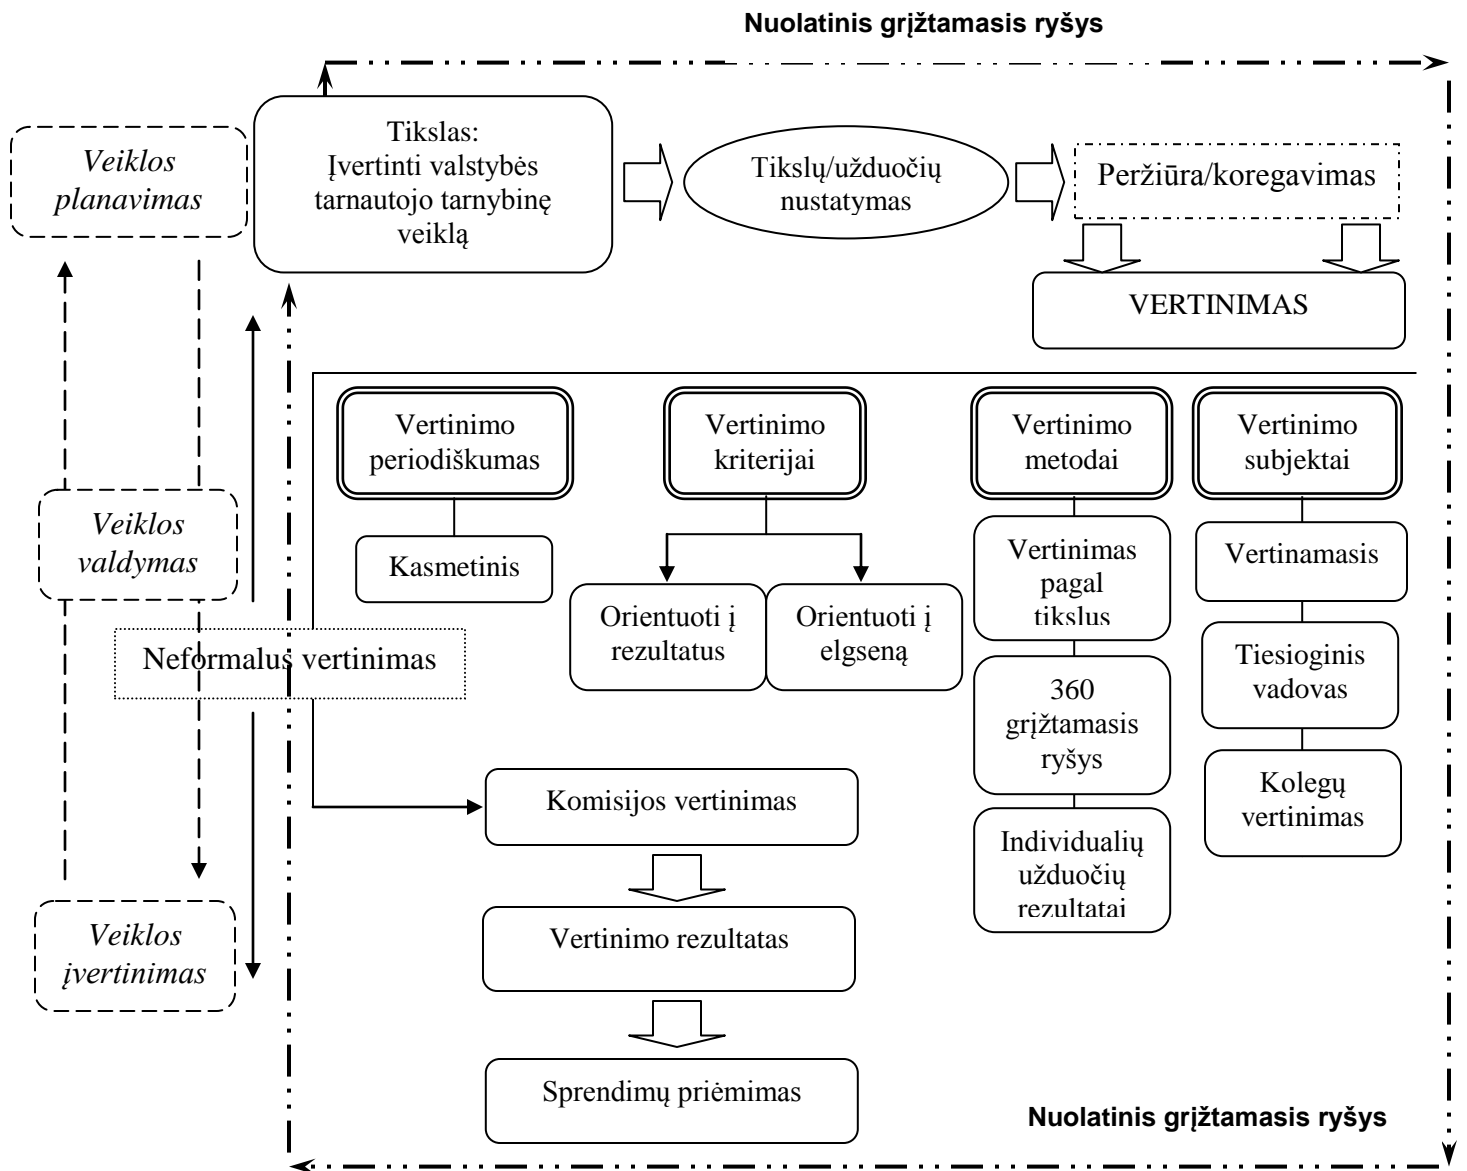 Nuolatinis grįžtamasis ryšys
Veiklos
planavimas
Tikslas:
Įvertinti valstybės
tarnautojo tarnybinę
veiklą
Tikslų/užduočių
nustatymas
Peržiūra/koregavimas
VERTINIMAS
Vertinimo
periodiškumas
Vertinimo
kriterijai
Vertinimo
metodai
Vertinimo
subjektai
Veiklos
valdymas
Kasmetinis
Orientuoti į
rezultatus
Orientuoti į
elgseną
Vertinimas
pagal
tikslus
Vertinamasis
Neformalus vertinimas
360
grįžtamasis
ryšys
Tiesioginis
vadovas
Komisijos vertinimas
Individualių
užduočių
rezultatai
Kolegų
vertinimas
Veiklos
įvertinimas
Vertinimo rezultatas
Sprendimų priėmimas
Nuolatinis grįžtamasis ryšys